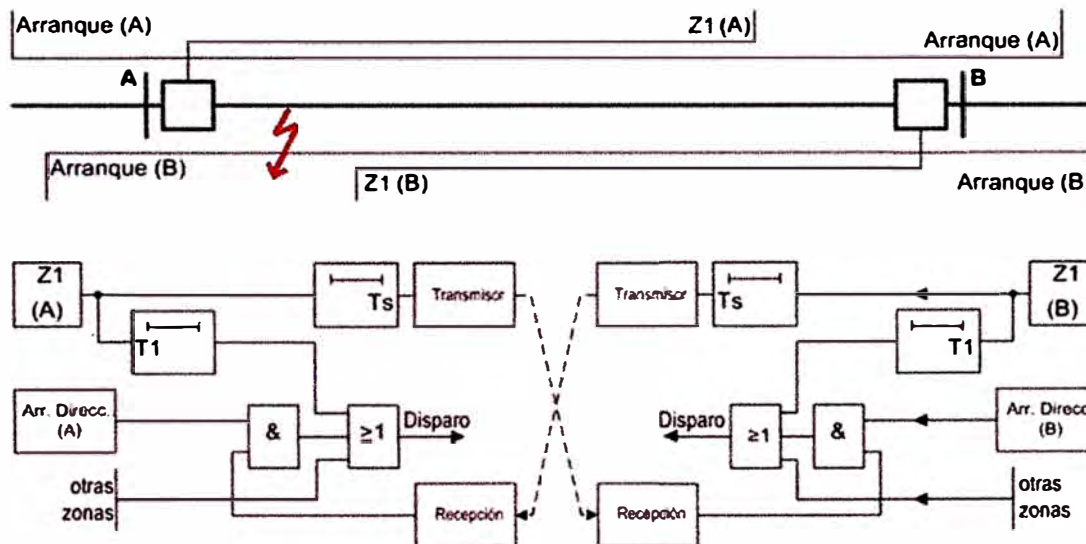 Arranque (A)
Z1 (A)
Arranque (A)
A
B
Arranque (B)
Z1 (B)
Arranque (B
Z1
(A)
Ts
Transmisor
Transmisor
Ts
Z1
(B)
T1
T1
Arr. Direcc.
(A)
&
≥1
Disparo
Disparo
≥1
&
Arr. Direcc.
(B)
otras
zonas
Recepción
Recepción
otras
zonas